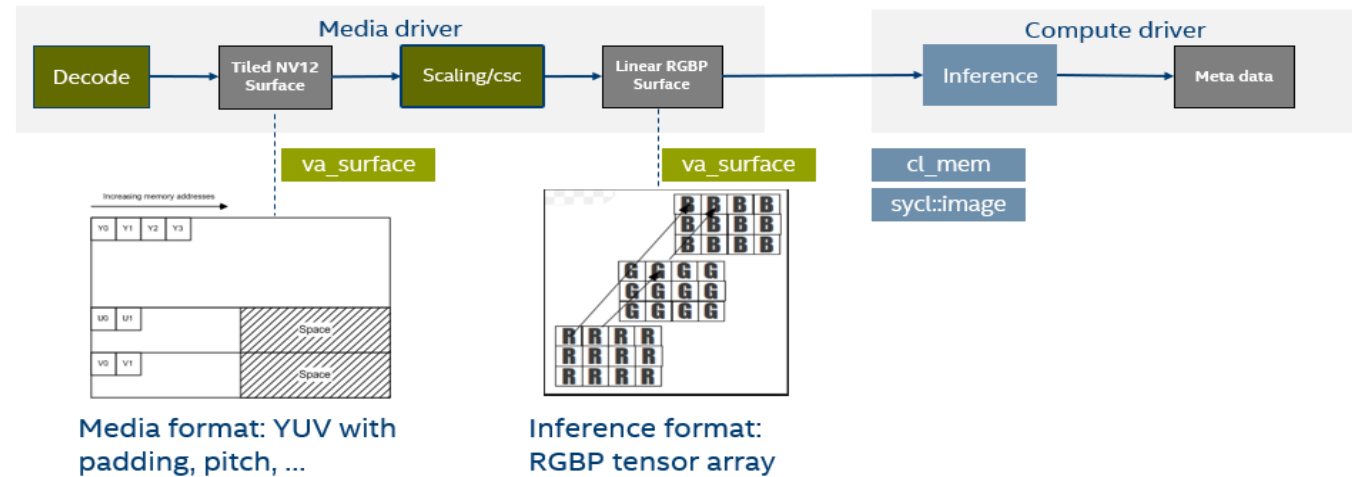 Media driver
Compute driver
Decode
Tiled NV12
Surface
Scaling/csc
Linear RGBP
Surface
Inference
Meta data
va_surface
va_surface
cl_mem
sycl::image
Increasing memory addresses
Y0 Y1 Y2 Y3
U0 U1
Space
V0 V1
Space
B B B B
B B B B
B B B B
G G G G
G G G G
G G G G
R R R R
R R R R
R R R R
Media format: YUV with
padding, pitch, ...
Inference format:
RGBP tensor array